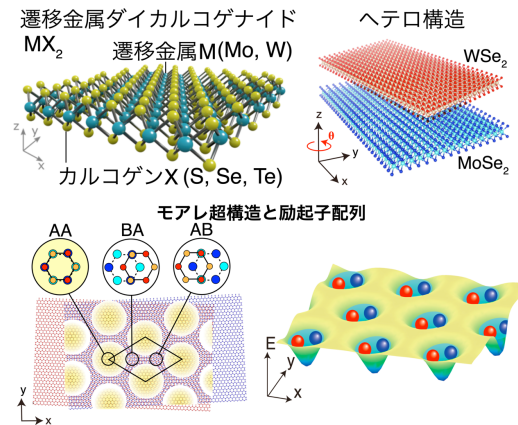 遷移金属ダイカルコゲナイド
MX2
遷移金属M(Mo, W)
z
y
x
カルコゲンX (S, Se, Te)
ヘテロ構造
WSe2
z
θ
y
x
MoSe2
モアレ超構造と励起子配列
AA
BA
AB
y
x
E
y
x